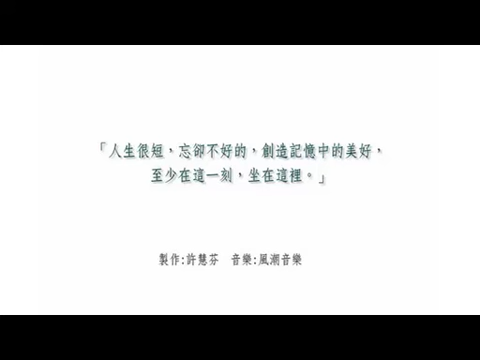 「人生很短，忘卻不好的，創造記憶中的美好，
至少在這一刻，坐在這裡。」
製作:許慧芬　音樂:風潮音樂